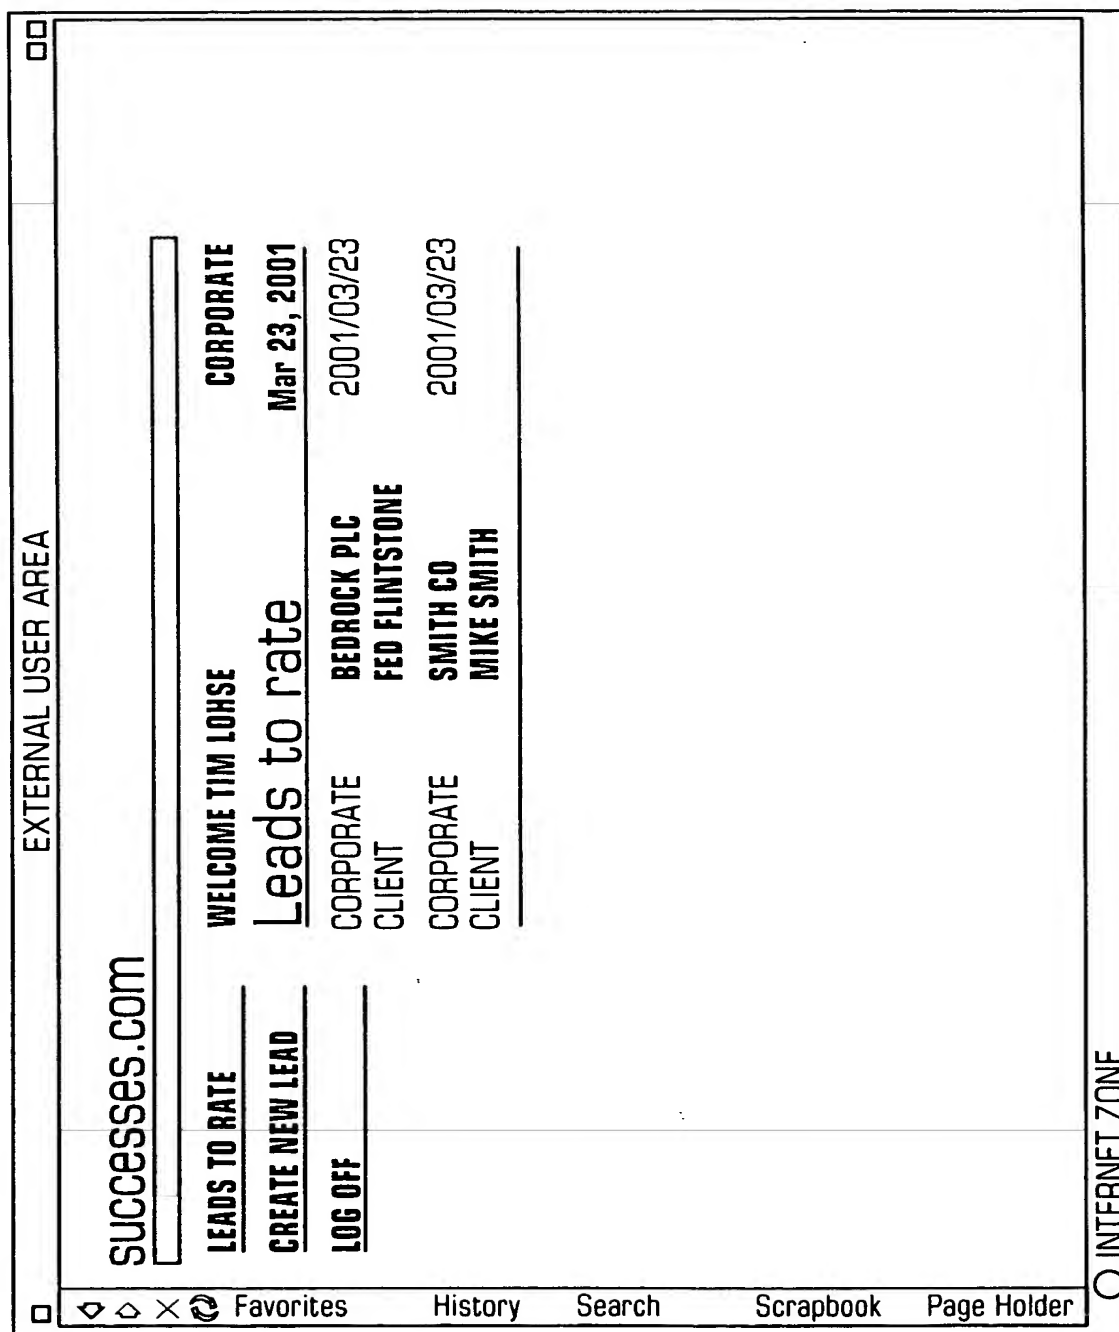 EXTERNAL USER AREA
successes.com
LEADS TO RATE
CREATE NEW LEAD
LOG OFF
WELCOME TIM LOHSE CORPORATE
Leads to rate Mar 23, 2001
CORPORATE BEDROCK PLC 2001/03/23
CLIENT FED FLINTSTONE
CORPORATE SMITH CO 2001/03/23
CLIENT MIKE SMITH
Favorites
History
Search
Scrapbook
Page Holder
INTERNET ZONE